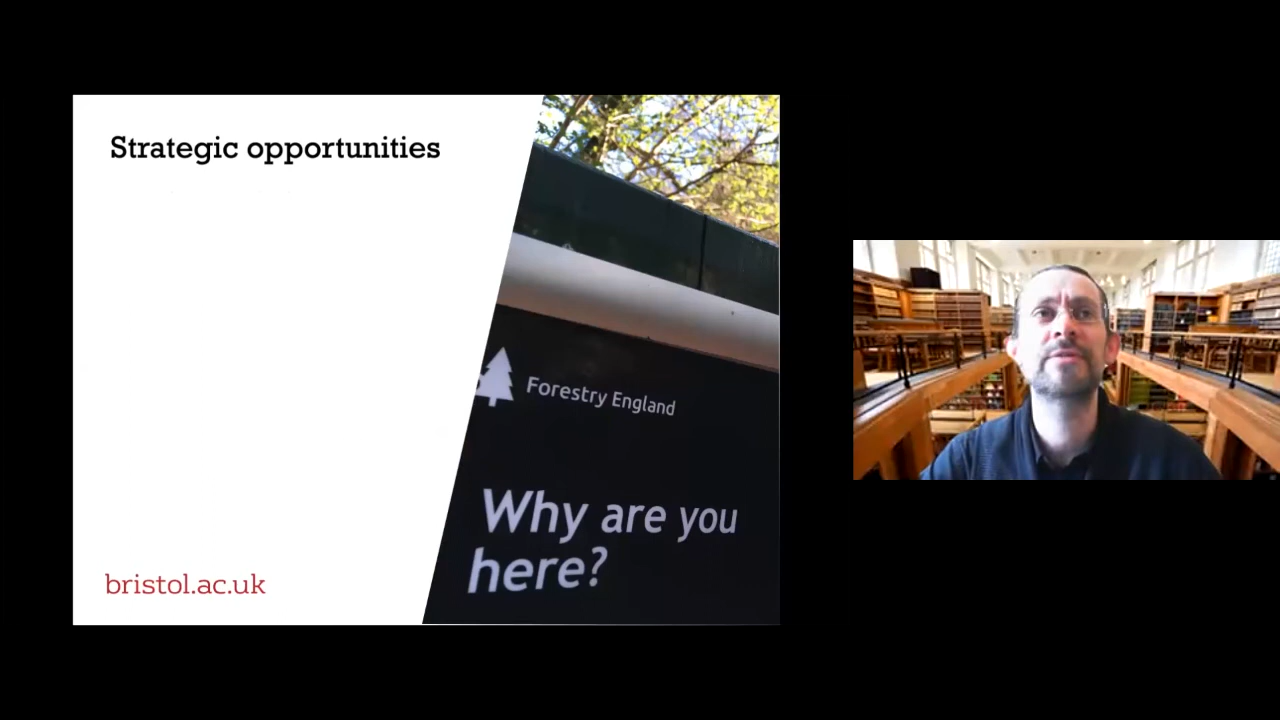 Strategic opportunities
Forestry England
Why are you
here?
bristol.ac.uk